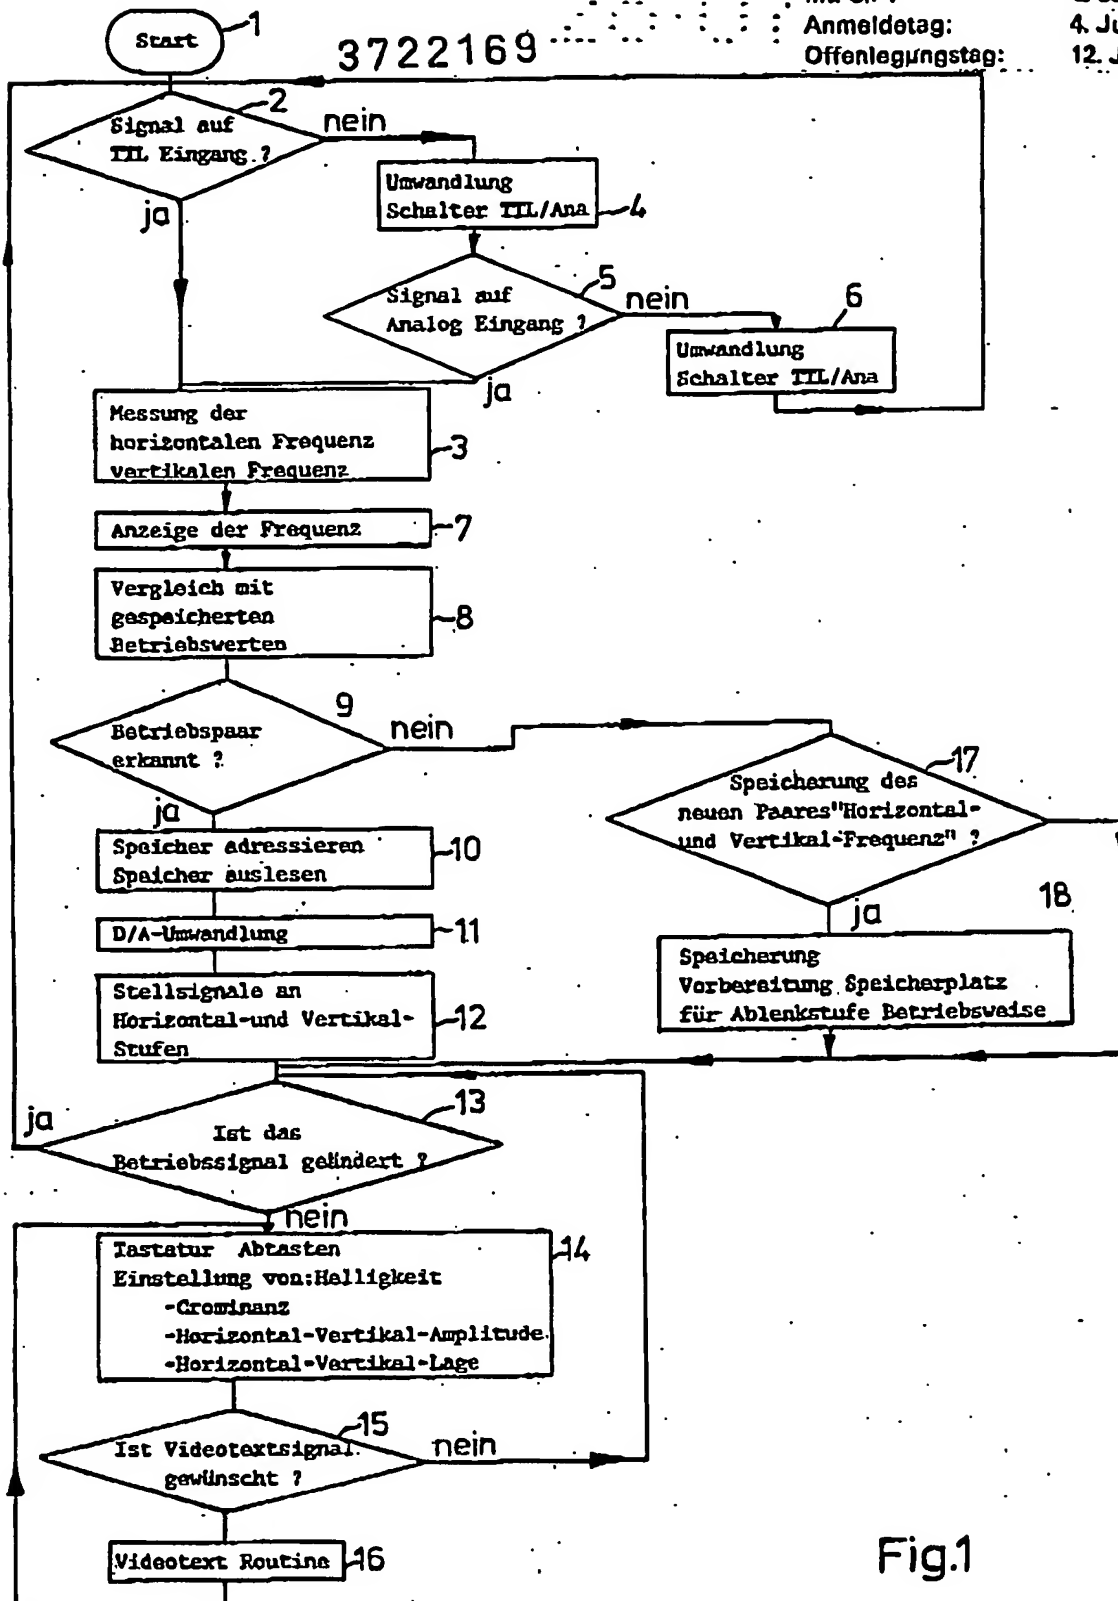 Anmeldetag:
Offenlegungstag:
3722169
Start
1
Signal auf
TTL Eingang ?
2
nein
ja
Umwandlung
Schalter TTL/Ana
4
Signal auf
Analog Eingang ?
5
nein
ja
Umwandlung
Schalter TTL/Ana
6
Messung der
horizontalen Frequenz
vertikalen Frequenz
3
Anzeige der Frequenz
7
Vergleich mit
gespeicherten
Betriebswerten
8
Betriebspaar
erkannt ?
9
nein
ja
Speicher adressieren
Speicher auslesen
10
D/A-Umwandlung
11
Stellsignale an
Horizontal-und Vertikal-
Stufen
12
Speicherung des
neuen Paares"Horizontal-
und Vertikal-Frequenz" ?
17
ja
18
Speicherung
Vorbereitung Speicherplatz
für Ablenkstufe Betriebsweise
Ist das
Betriebssignal geändert ?
13
ja
nein
Tastatur Abtasten
Einstellung von:Helligkeit
-Crominanz
-Horizontal-Vertikal-Amplitude
-Horizontal-Vertikal-Lage
14
Ist Videotextsignal
gewünscht ?
15
nein
Videotext Routine
16
Fig.1